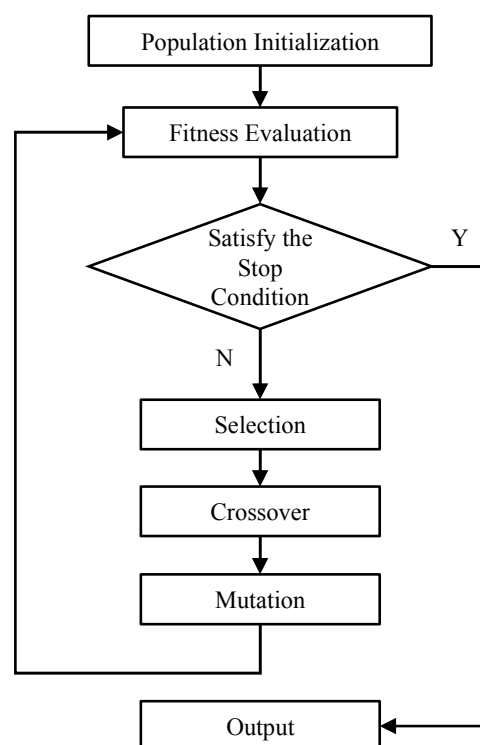 Population Initialization
Fitness Evaluation
Satisfy the
Stop
Condition
Y
N
Selection
Crossover
Mutation
Output